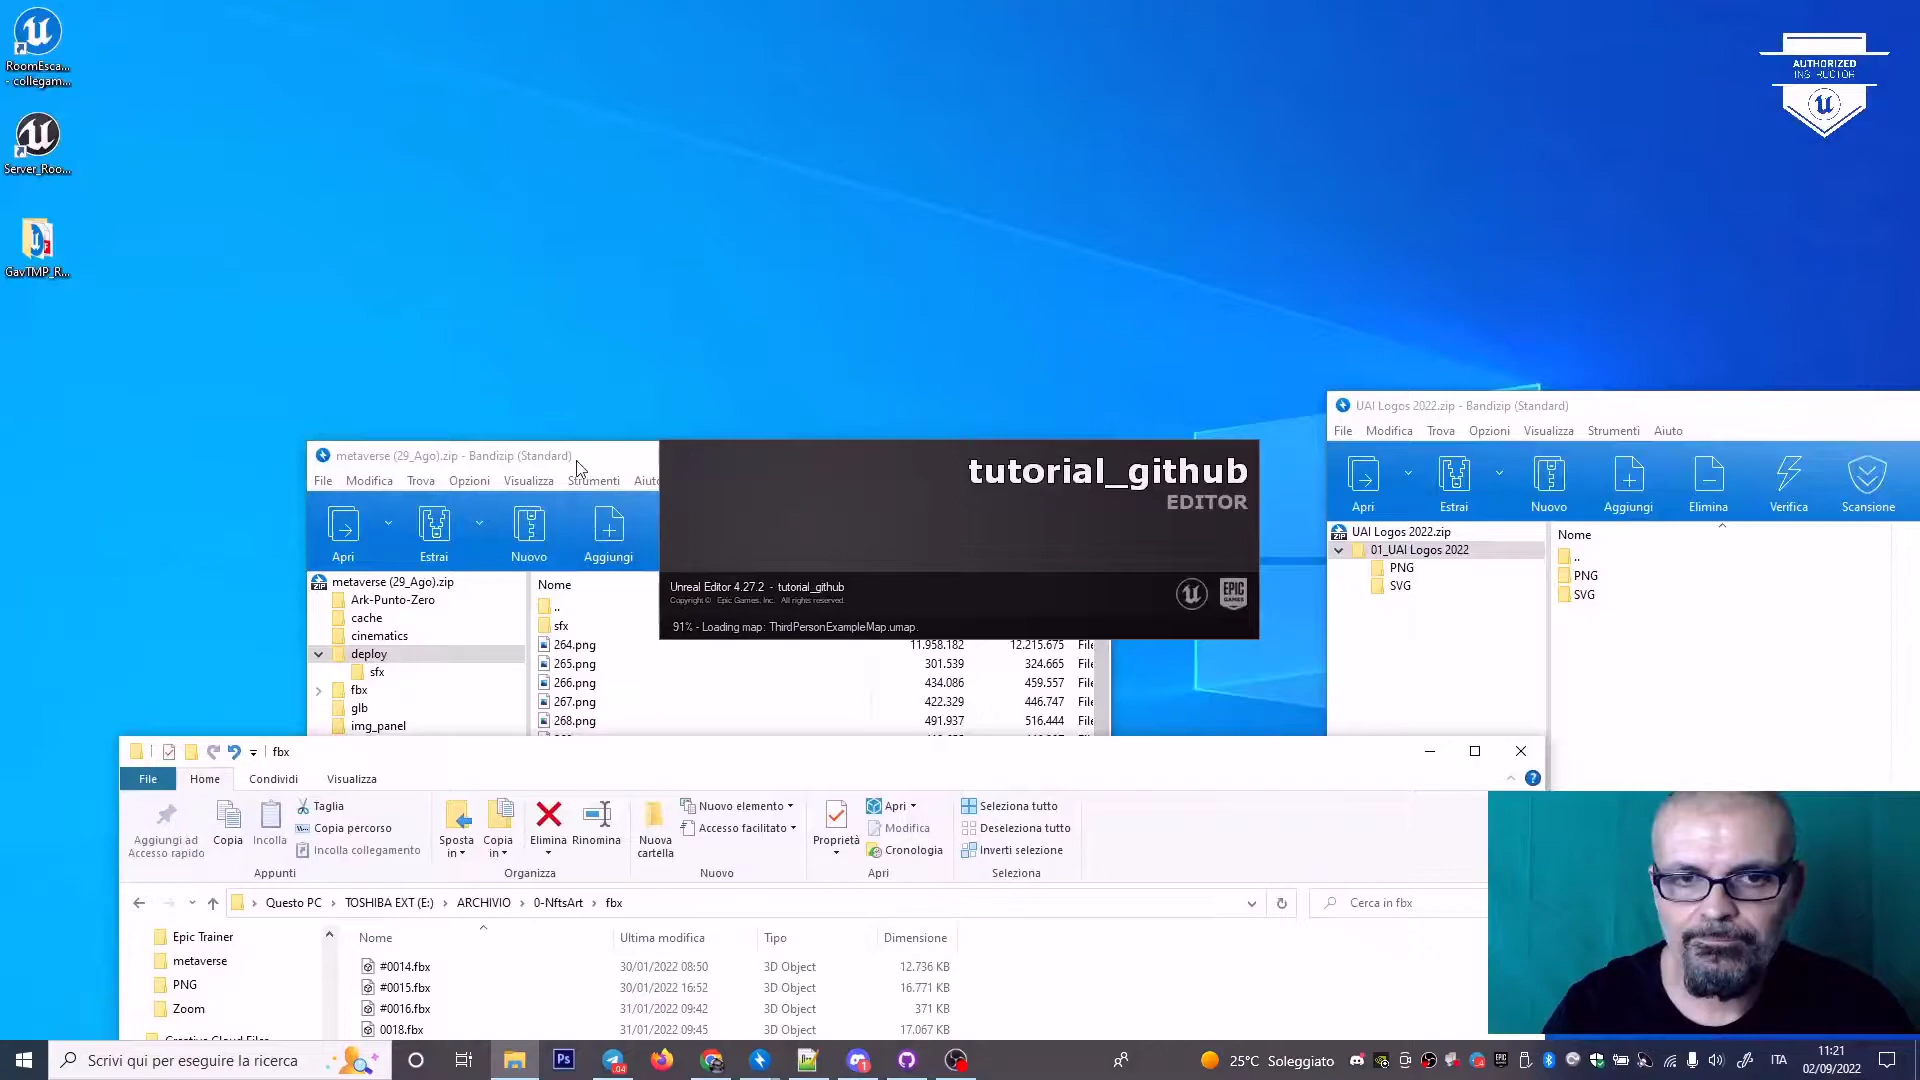 RoomEsca...
- collegam...
Server_Roo...
GavTMP_R...
AUTHORIZED
INSTRUCTOR
metaverse (29_Ago).zip - Bandizip (Standard)
File Modifica Trova Opzioni Visualizza Strumenti Aiuto
Apri Estrai Nuovo Aggiungi
metaverse (29_Ago).zip
Ark-Punto-Zero
cache
cinematics
deploy
sfx
fbx
glb
img_panel
Nome
..
sfx
264.png 11.958.182 12.215.675 File
265.png 301.539 324.665 File
266.png 434.086 459.557 File
267.png 422.329 446.747 File
268.png 491.937 516.444 File
tutorial_github
EDITOR
Unreal Editor 4.27.2 - tutorial_github
Copyright © Epic Games, Inc. All rights reserved.
EPIC GAMES
91% - Loading map: ThirdPersonExampleMap.umap.
UAI Logos 2022.zip - Bandizip (Standard)
File Modifica Trova Opzioni Visualizza Strumenti Aiuto
Apri Estrai Nuovo Aggiungi Elimina Verifica Scansione
UAI Logos 2022.zip
01_UAI Logos 2022
PNG
SVG
Nome
..
PNG
SVG
fbx
File Home Condividi Visualizza
Aggiungi ad
Accesso rapido
Copia
Incolla
Taglia
Copia percorso
Incolla collegamento
Appunti
Sposta
in
Copia
in
Elimina
Rinomina
Organizza
Nuova
cartella
Nuovo elemento
Accesso facilitato
Nuovo
Proprietà
Apri
Modifica
Cronologia
Apri
Seleziona tutto
Deseleziona tutto
Inverti selezione
Seleziona
Questo PC TOSHIBA EXT (E:) ARCHIVIO 0-NftsArt fbx
Cerca in fbx
Epic Trainer
metaverse
PNG
Zoom
Creative Cloud Files
Nome Ultima modifica Tipo Dimensione
#0014.fbx 30/01/2022 08:50 3D Object 12.736 KB
#0015.fbx 30/01/2022 16:52 3D Object 16.771 KB
#0016.fbx 31/01/2022 09:42 3D Object 371 KB
0018.fbx 31/01/2022 09:45 3D Object 17.067 KB
Scrivi qui per eseguire la ricerca
Ps
25°C Soleggiato
ITA
11:21
02/09/2022